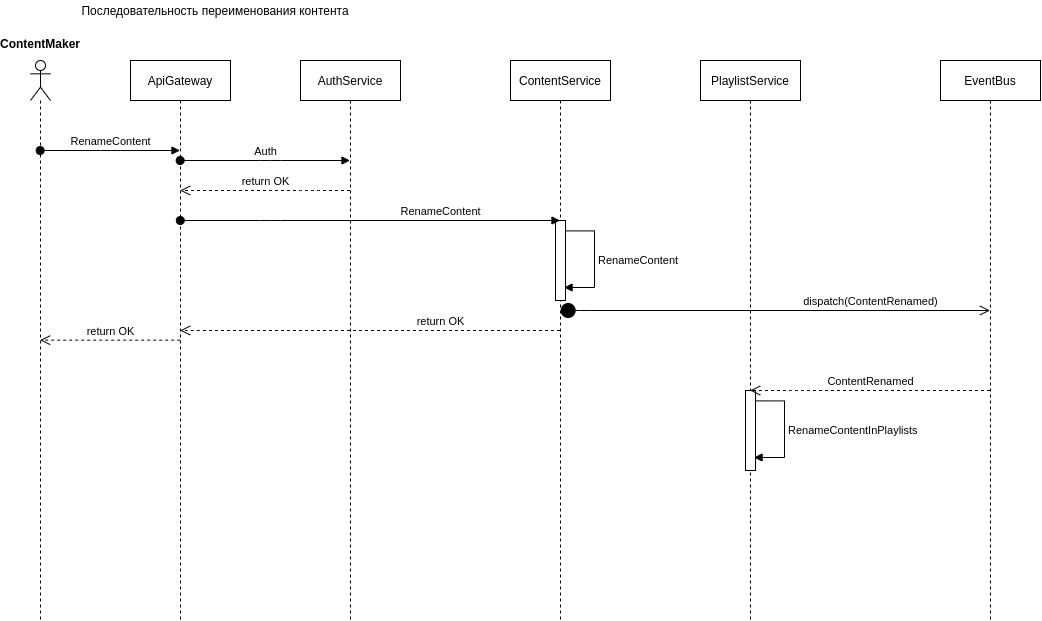 Последовательность переименования контента
ContentMaker
ApiGateway
AuthService
ContentService
PlaylistService
EventBus
RenameContent
Auth
return OK
RenameContent
RenameContent
dispatch(ContentRenamed)
return OK
return OK
ContentRenamed
RenameContentInPlaylists